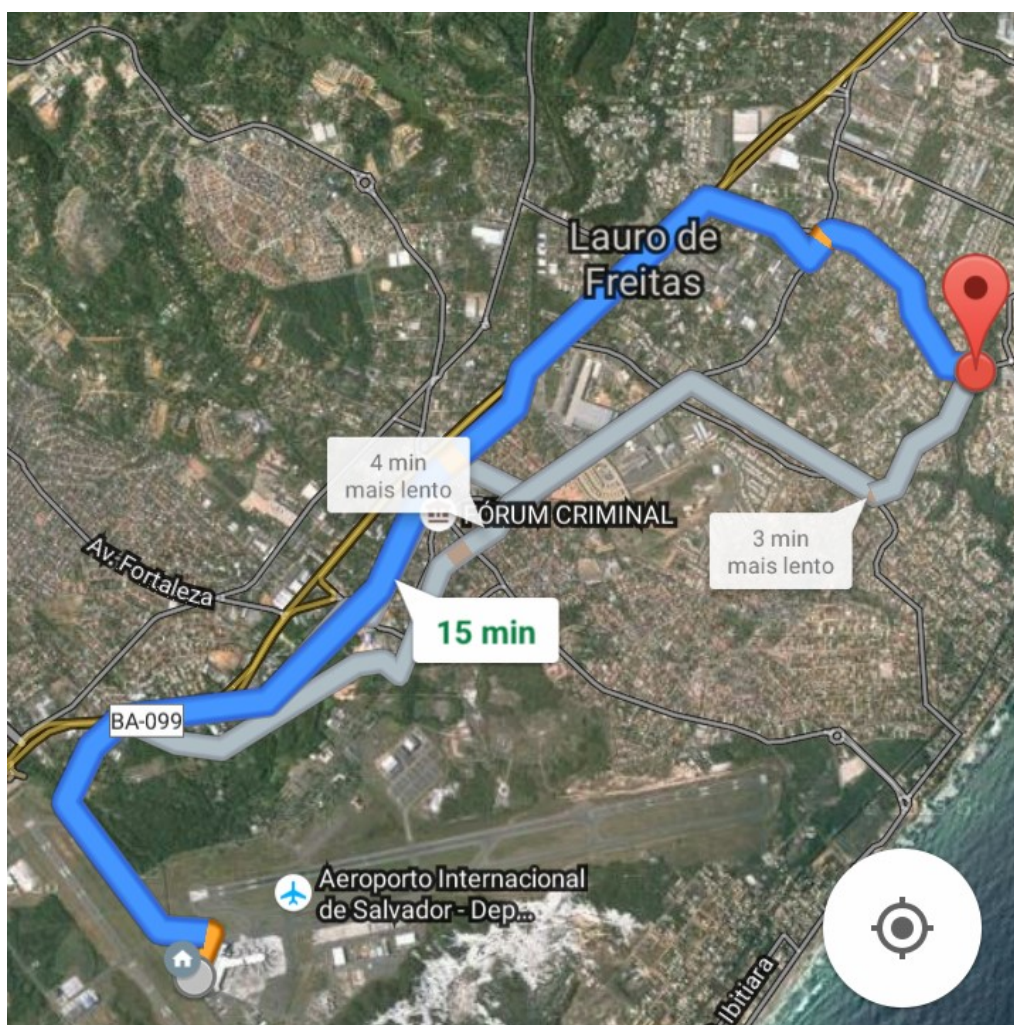 Lauro de
Freitas
4 min
mais lento
FÓRUM CRIMINAL
3 min
mais lento
Av. Fortaleza
15 min
BA-099
Aeroporto Internacional
de Salvador - Dep...
Ibitiara